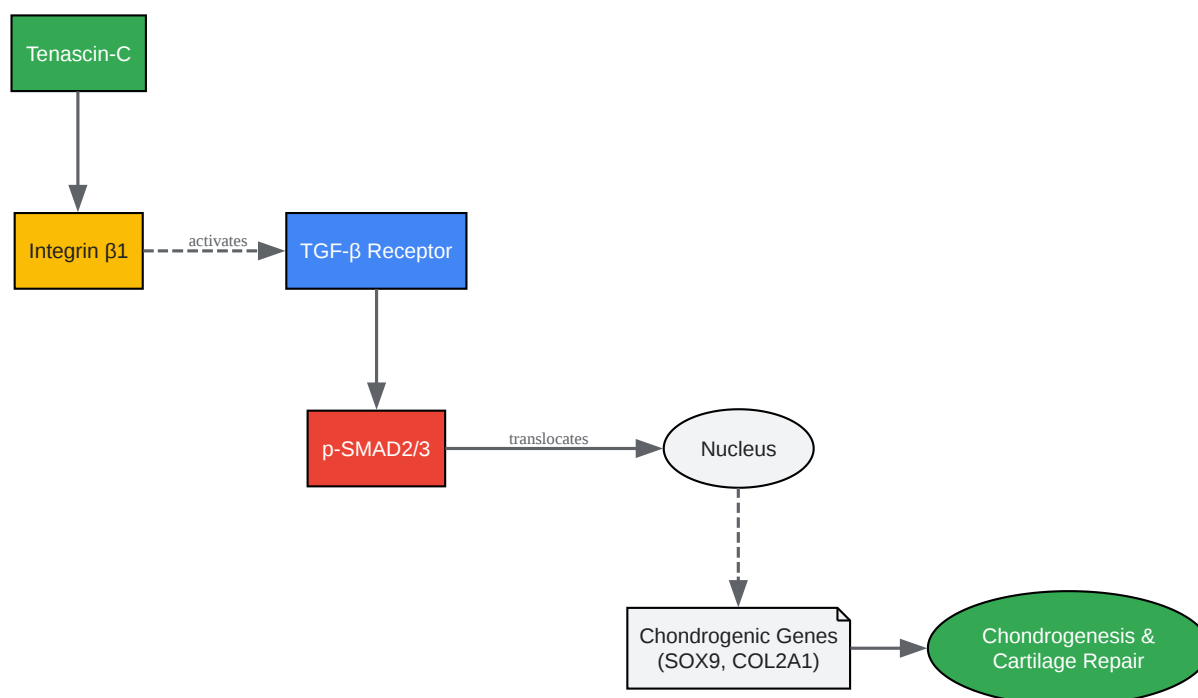 Tenascin-C
Integrin β1
activates
TGF-β Receptor
p-SMAD2/3
translocates
Nucleus
Chondrogenic Genes
(SOX9, COL2A1)
Chondrogenesis &
Cartilage Repair